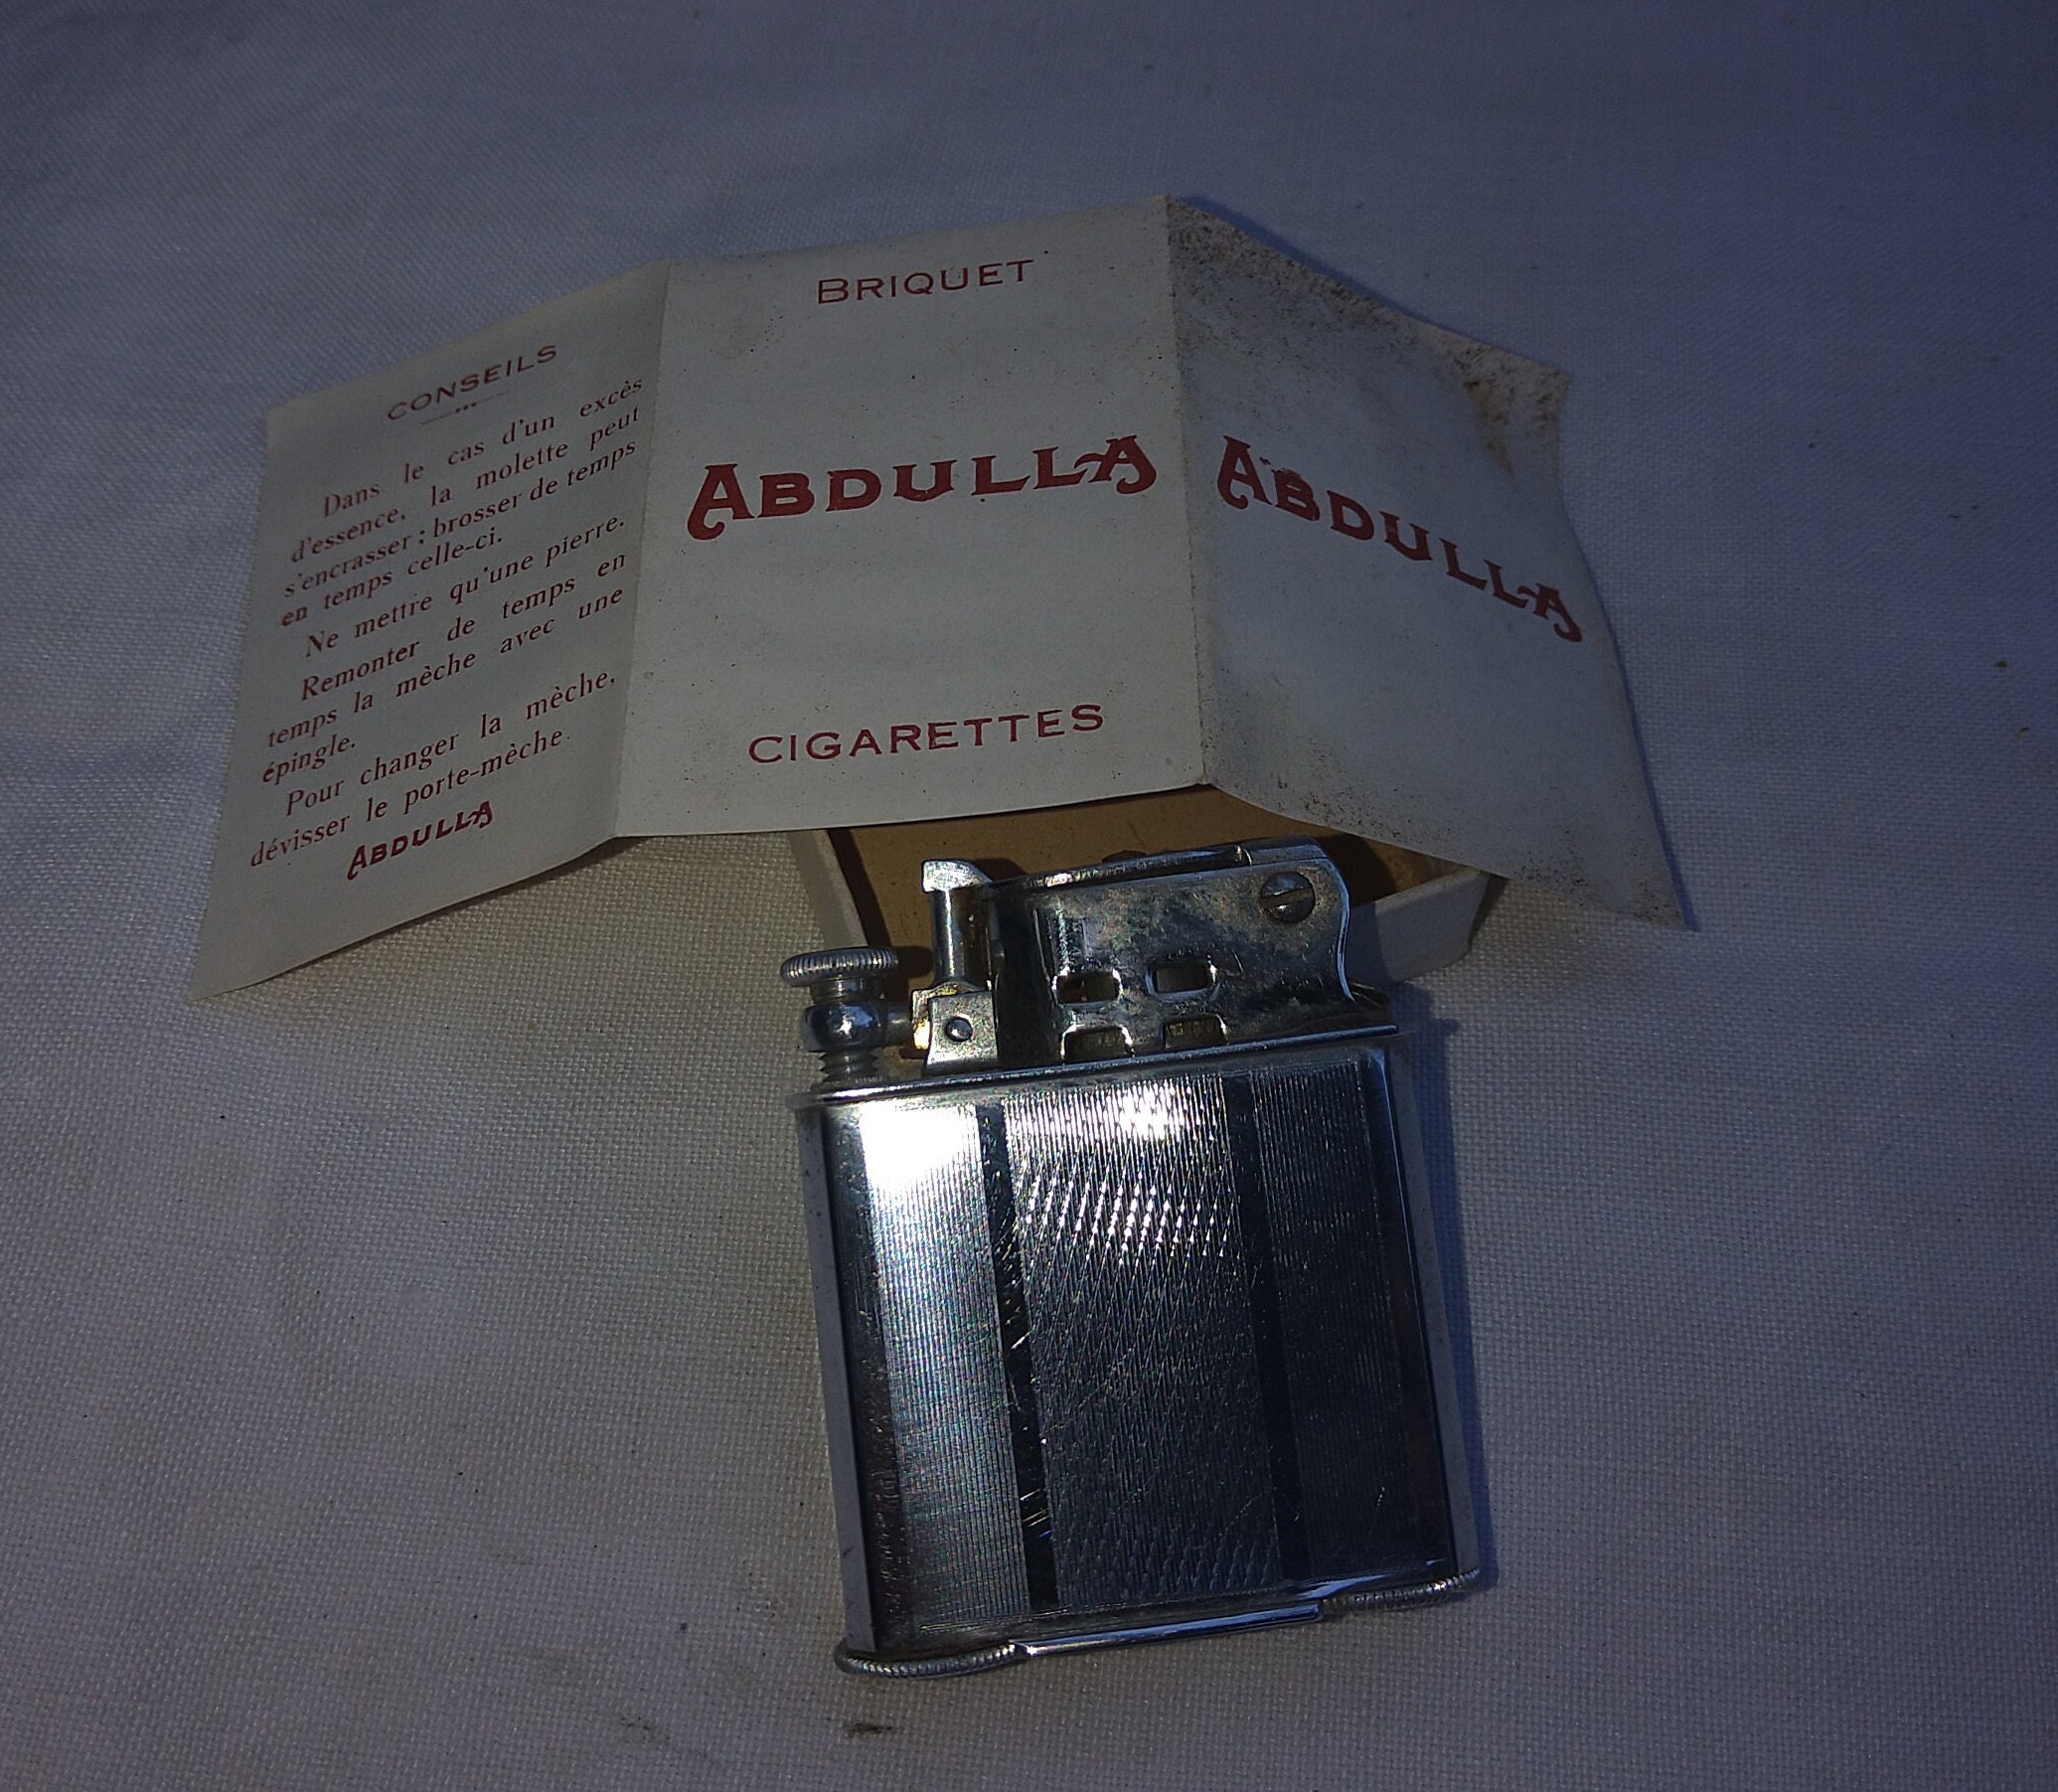 CONSEILS
Dans le cas d'un excès
d'essence, la molette peut
s'encrasser ; brosser de temps
en temps celle-ci.
Ne mettre qu'une pierre.
Remonter de temps en
temps la mèche avec une
épingle.
Pour changer la mèche,
dévisser le porte-mèche.
ABDULLA
BRIQUET
ABDULLA
CIGARETTES
ABDULLA